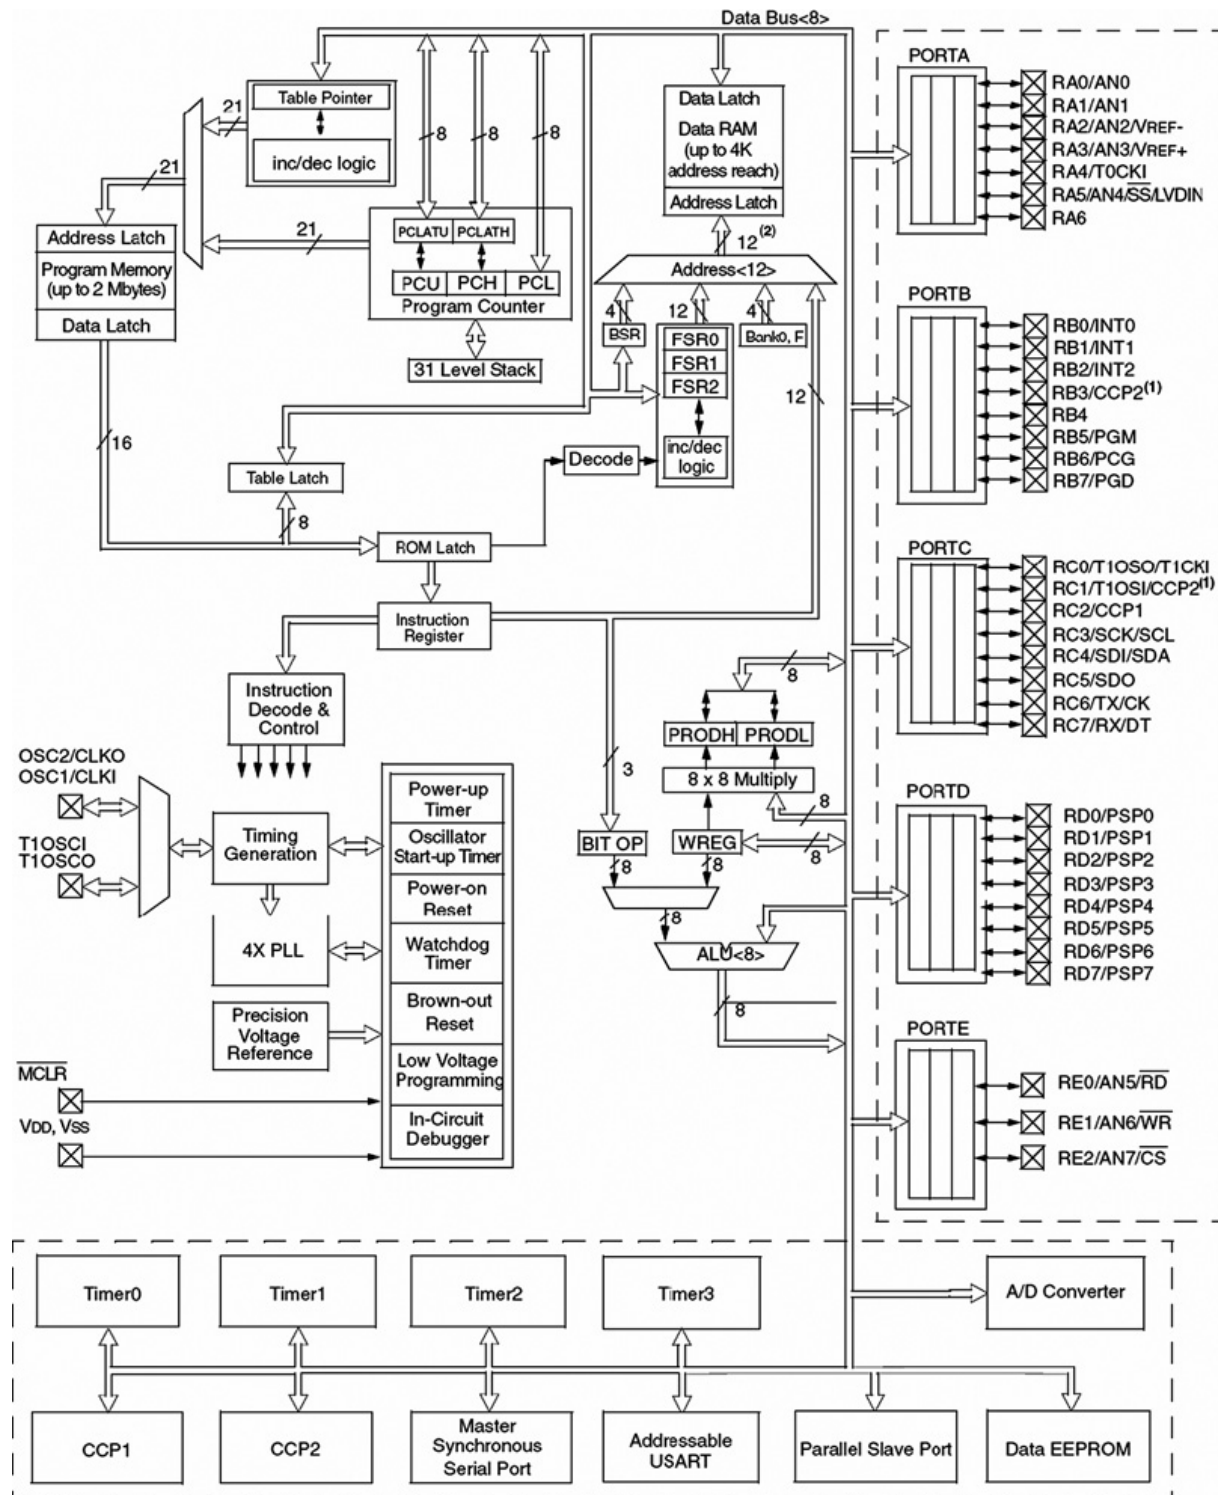 Data Bus<8>
Table Pointer
21
inc/dec logic
21
8
8
8
Data Latch
Data RAM
(up to 4K
address reach)
Address Latch
12(2)
Address<12>
Address Latch
Program Memory
(up to 2 Mbytes)
Data Latch
21
PCLATU
PCLATH
PCU
PCH
PCL
Program Counter
31 Level Stack
4
12
4
BSR
FSR0
FSR1
FSR2
Bank0, F
12
inc/dec
logic
Decode
16
Table Latch
8
ROM Latch
Instruction
Register
Instruction
Decode &
Control
8
PRODH
PRODL
8 x 8 Multiply
3
8
BIT OP
WREG
8
8
8
8
ALU<8>
8
OSC2/CLKO
OSC1/CLKI
T1OSCI
T1OSCO
Timing
Generation
4X PLL
Precision
Voltage
Reference
MCLR
VDD, VSS
Power-up
Timer
Oscillator
Start-up Timer
Power-on
Reset
Watchdog
Timer
Brown-out
Reset
Low Voltage
Programming
In-Circuit
Debugger
PORTA
RA0/AN0
RA1/AN1
RA2/AN2/VREF-
RA3/AN3/VREF+
RA4/T0CKI
RA5/AN4/SS/LVDIN
RA6
PORTB
RB0/INT0
RB1/INT1
RB2/INT2
RB3/CCP2(1)
RB4
RB5/PGM
RB6/PCG
RB7/PGD
PORTC
RC0/T1OSO/T1CKI
RC1/T1OSI/CCP2(1)
RC2/CCP1
RC3/SCK/SCL
RC4/SDI/SDA
RC5/SDO
RC6/TX/CK
RC7/RX/DT
PORTD
RD0/PSP0
RD1/PSP1
RD2/PSP2
RD3/PSP3
RD4/PSP4
RD5/PSP5
RD6/PSP6
RD7/PSP7
PORTE
RE0/AN5/RD
RE1/AN6/WR
RE2/AN7/CS
Timer0
Timer1
Timer2
Timer3
A/D Converter
CCP1
CCP2
Master
Synchronous
Serial Port
Addressable
USART
Parallel Slave Port
Data EEPROM